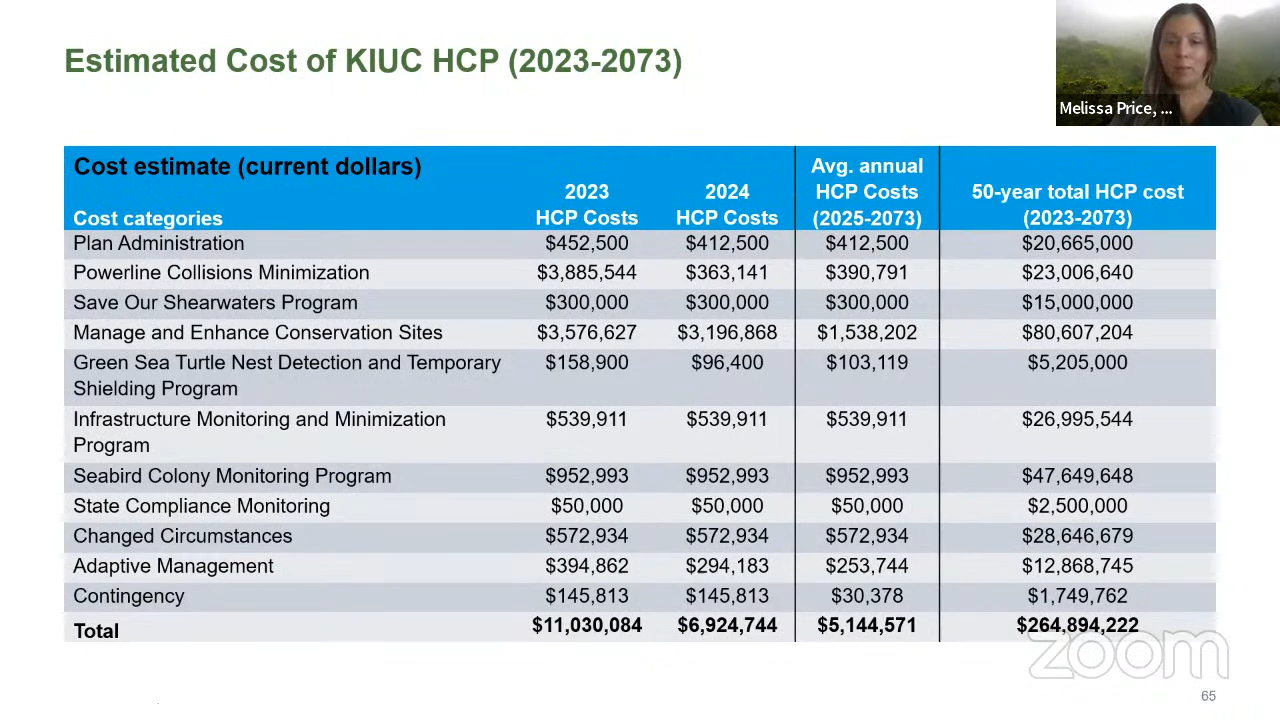 Estimated Cost of KIUC HCP (2023-2073)
Melissa Price, ...
Cost estimate (current dollars)
Cost categories
2023
HCP Costs
2024
HCP Costs
Avg. annual
HCP Costs
(2025-2073)
50-year total HCP cost
(2023-2073)
Plan Administration $452,500 $412,500 $412,500 $20,665,000
Powerline Collisions Minimization $3,885,544 $363,141 $390,791 $23,006,640
Save Our Shearwaters Program $300,000 $300,000 $300,000 $15,000,000
Manage and Enhance Conservation Sites $3,576,627 $3,196,868 $1,538,202 $80,607,204
Green Sea Turtle Nest Detection and Temporary $158,900 $96,400 $103,119 $5,205,000
Shielding Program
Infrastructure Monitoring and Minimization $539,911 $539,911 $539,911 $26,995,544
Program
Seabird Colony Monitoring Program $952,993 $952,993 $952,993 $47,649,648
State Compliance Monitoring $50,000 $50,000 $50,000 $2,500,000
Changed Circumstances $572,934 $572,934 $572,934 $28,646,679
Adaptive Management $394,862 $294,183 $253,744 $12,868,745
Contingency $145,813 $145,813 $30,378 $1,749,762
Total $11,030,084 $6,924,744 $5,144,571 $264,894,222
zoom
65